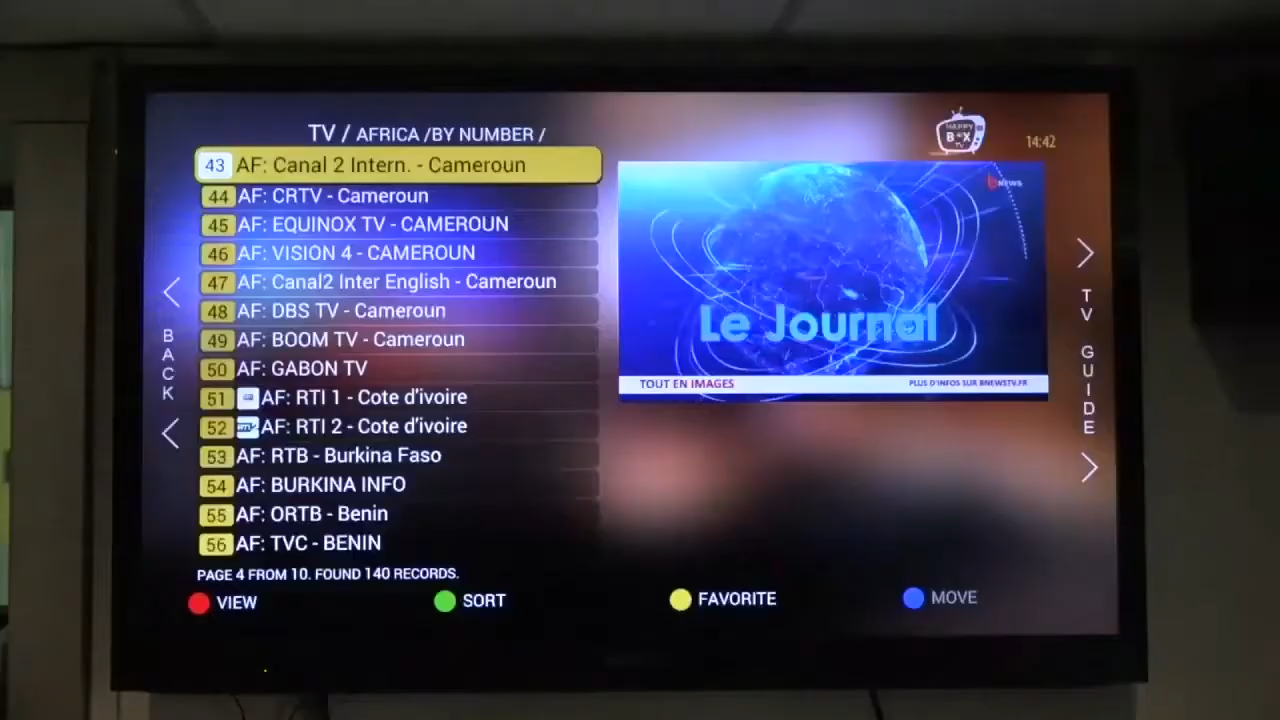 TV / AFRICA /BY NUMBER /
HAPPY
BOX
TV
14:42
43 AF: Canal 2 Intern. - Cameroun
44 AF: CRTV - Cameroun
45 AF: EQUINOX TV - CAMEROUN
46 AF: VISION 4 - CAMEROUN
47 AF: Canal2 Inter English - Cameroun
48 AF: DBS TV - Cameroun
49 AF: BOOM TV - Cameroun
50 AF: GABON TV
51 AF: RTI 1 - Cote d'ivoire
52 AF: RTI 2 - Cote d'ivoire
53 AF: RTB - Burkina Faso
54 AF: BURKINA INFO
55 AF: ORTB - Benin
56 AF: TVC - BENIN
PAGE 4 FROM 10. FOUND 140 RECORDS.
BACK
bNEWS
Le Journal
TOUT EN IMAGES
PLUS D'INFOS SUR BNEWSTV.FR
TV GUIDE
VIEW
SORT
FAVORITE
MOVE